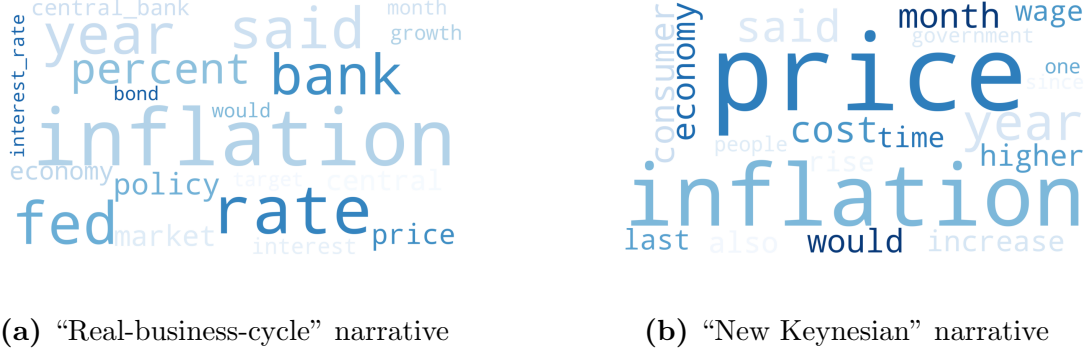 central_bank
month
year
said
growth
interest_rate
percent
bank
bond
would
inflation
economy
policy
target
central
fed
rate
market
interest
price
(a) “Real-business-cycle” narrative
consumer
economy
said
month
wage
government
price
one
since
cost
time
year
people
rise
higher
inflation
last
also
would
increase
(b) “New Keynesian” narrative